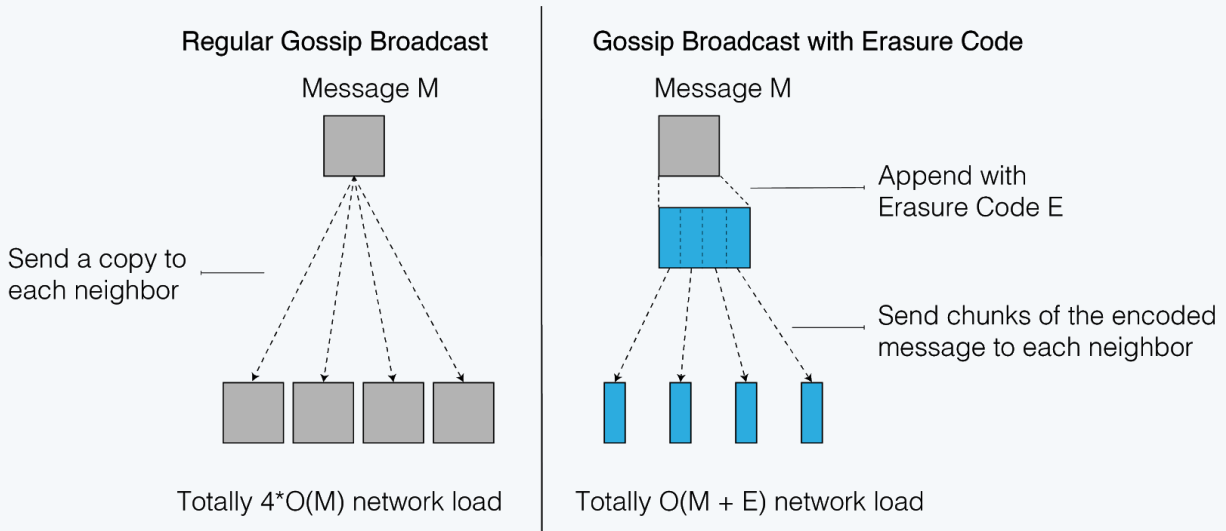 Regular Gossip Broadcast
Message M
Send a copy to
each neighbor
Totally 4*O(M) network load
Gossip Broadcast with Erasure Code
Message M
Append with
Erasure Code E
Send chunks of the encoded
message to each neighbor
Totally O(M + E) network load